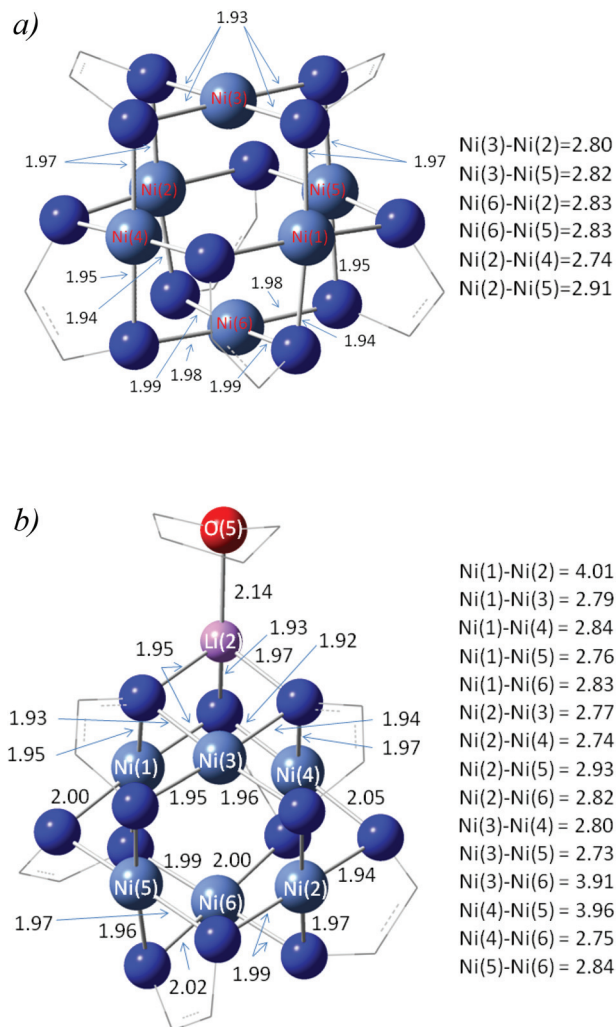 a)
1.93
Ni(3)
1.97
1.97
Ni(2)
Ni(5)
Ni(4)
Ni(1)
1.95
1.98
1.95
1.94
Ni(6)
1.94
1.99
1.98
1.99
Ni(3)-Ni(2)=2.80
Ni(3)-Ni(5)=2.82
Ni(6)-Ni(2)=2.83
Ni(6)-Ni(5)=2.83
Ni(2)-Ni(4)=2.74
Ni(2)-Ni(5)=2.91
b)
O(5)
2.14
1.93
Li(2)
1.92
1.95
1.97
1.93
1.94
1.95
1.97
Ni(1)
Ni(3)
Ni(4)
2.00
1.95
1.96
2.05
1.99
2.00
1.94
Ni(5)
Ni(6)
Ni(2)
1.97
1.96
1.97
1.99
2.02
Ni(1)-Ni(2) = 4.01
Ni(1)-Ni(3) = 2.79
Ni(1)-Ni(4) = 2.84
Ni(1)-Ni(5) = 2.76
Ni(1)-Ni(6) = 2.83
Ni(2)-Ni(3) = 2.77
Ni(2)-Ni(4) = 2.74
Ni(2)-Ni(5) = 2.93
Ni(2)-Ni(6) = 2.82
Ni(3)-Ni(4) = 2.80
Ni(3)-Ni(5) = 2.73
Ni(3)-Ni(6) = 3.91
Ni(4)-Ni(5) = 3.96
Ni(4)-Ni(6) = 2.75
Ni(5)-Ni(6) = 2.84